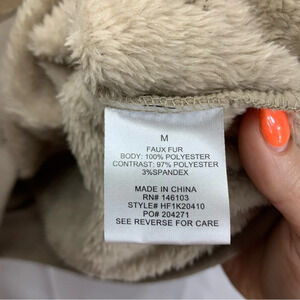 M
FAUX FUR
BODY: 100% POLYESTER
CONTRAST: 97% POLYESTER
3%SPANDEX
MADE IN CHINA
RN# 146103
STYLE# HF1K20410
PO# 204271
SEE REVERSE FOR CARE